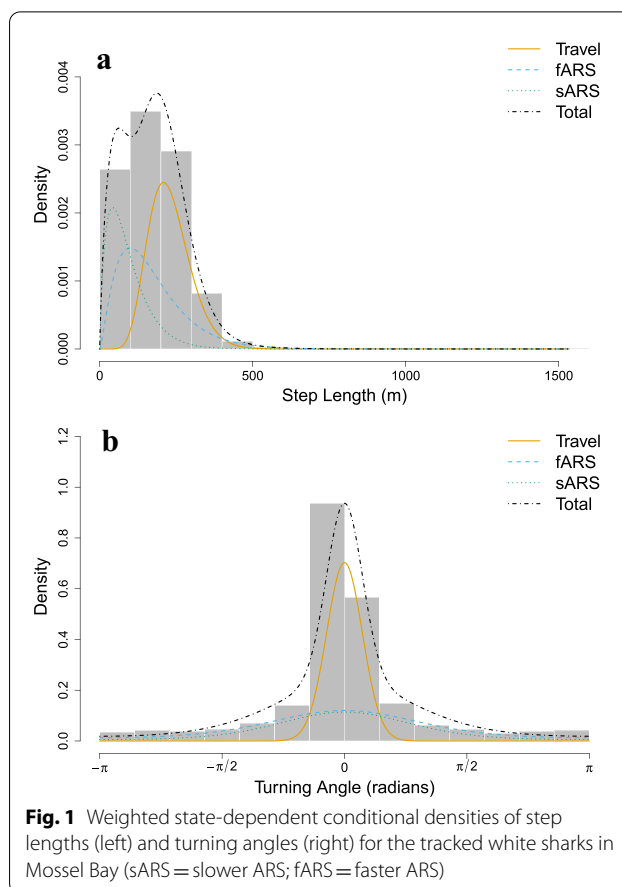 a
Travel
fARS
sARS
Total
0.004
0.003
0.002
0.001
0.000
Density
0 500 1000 1500
Step Length (m)
b
Travel
fARS
sARS
Total
1.2
1.0
0.8
0.6
0.4
0.2
0.0
Density
−π −π/2 0 π/2 π
Turning Angle (radians)
Fig. 1 Weighted state-dependent conditional densities of step
lengths (left) and turning angles (right) for the tracked white sharks in
Mossel Bay (sARS = slower ARS; fARS = faster ARS)